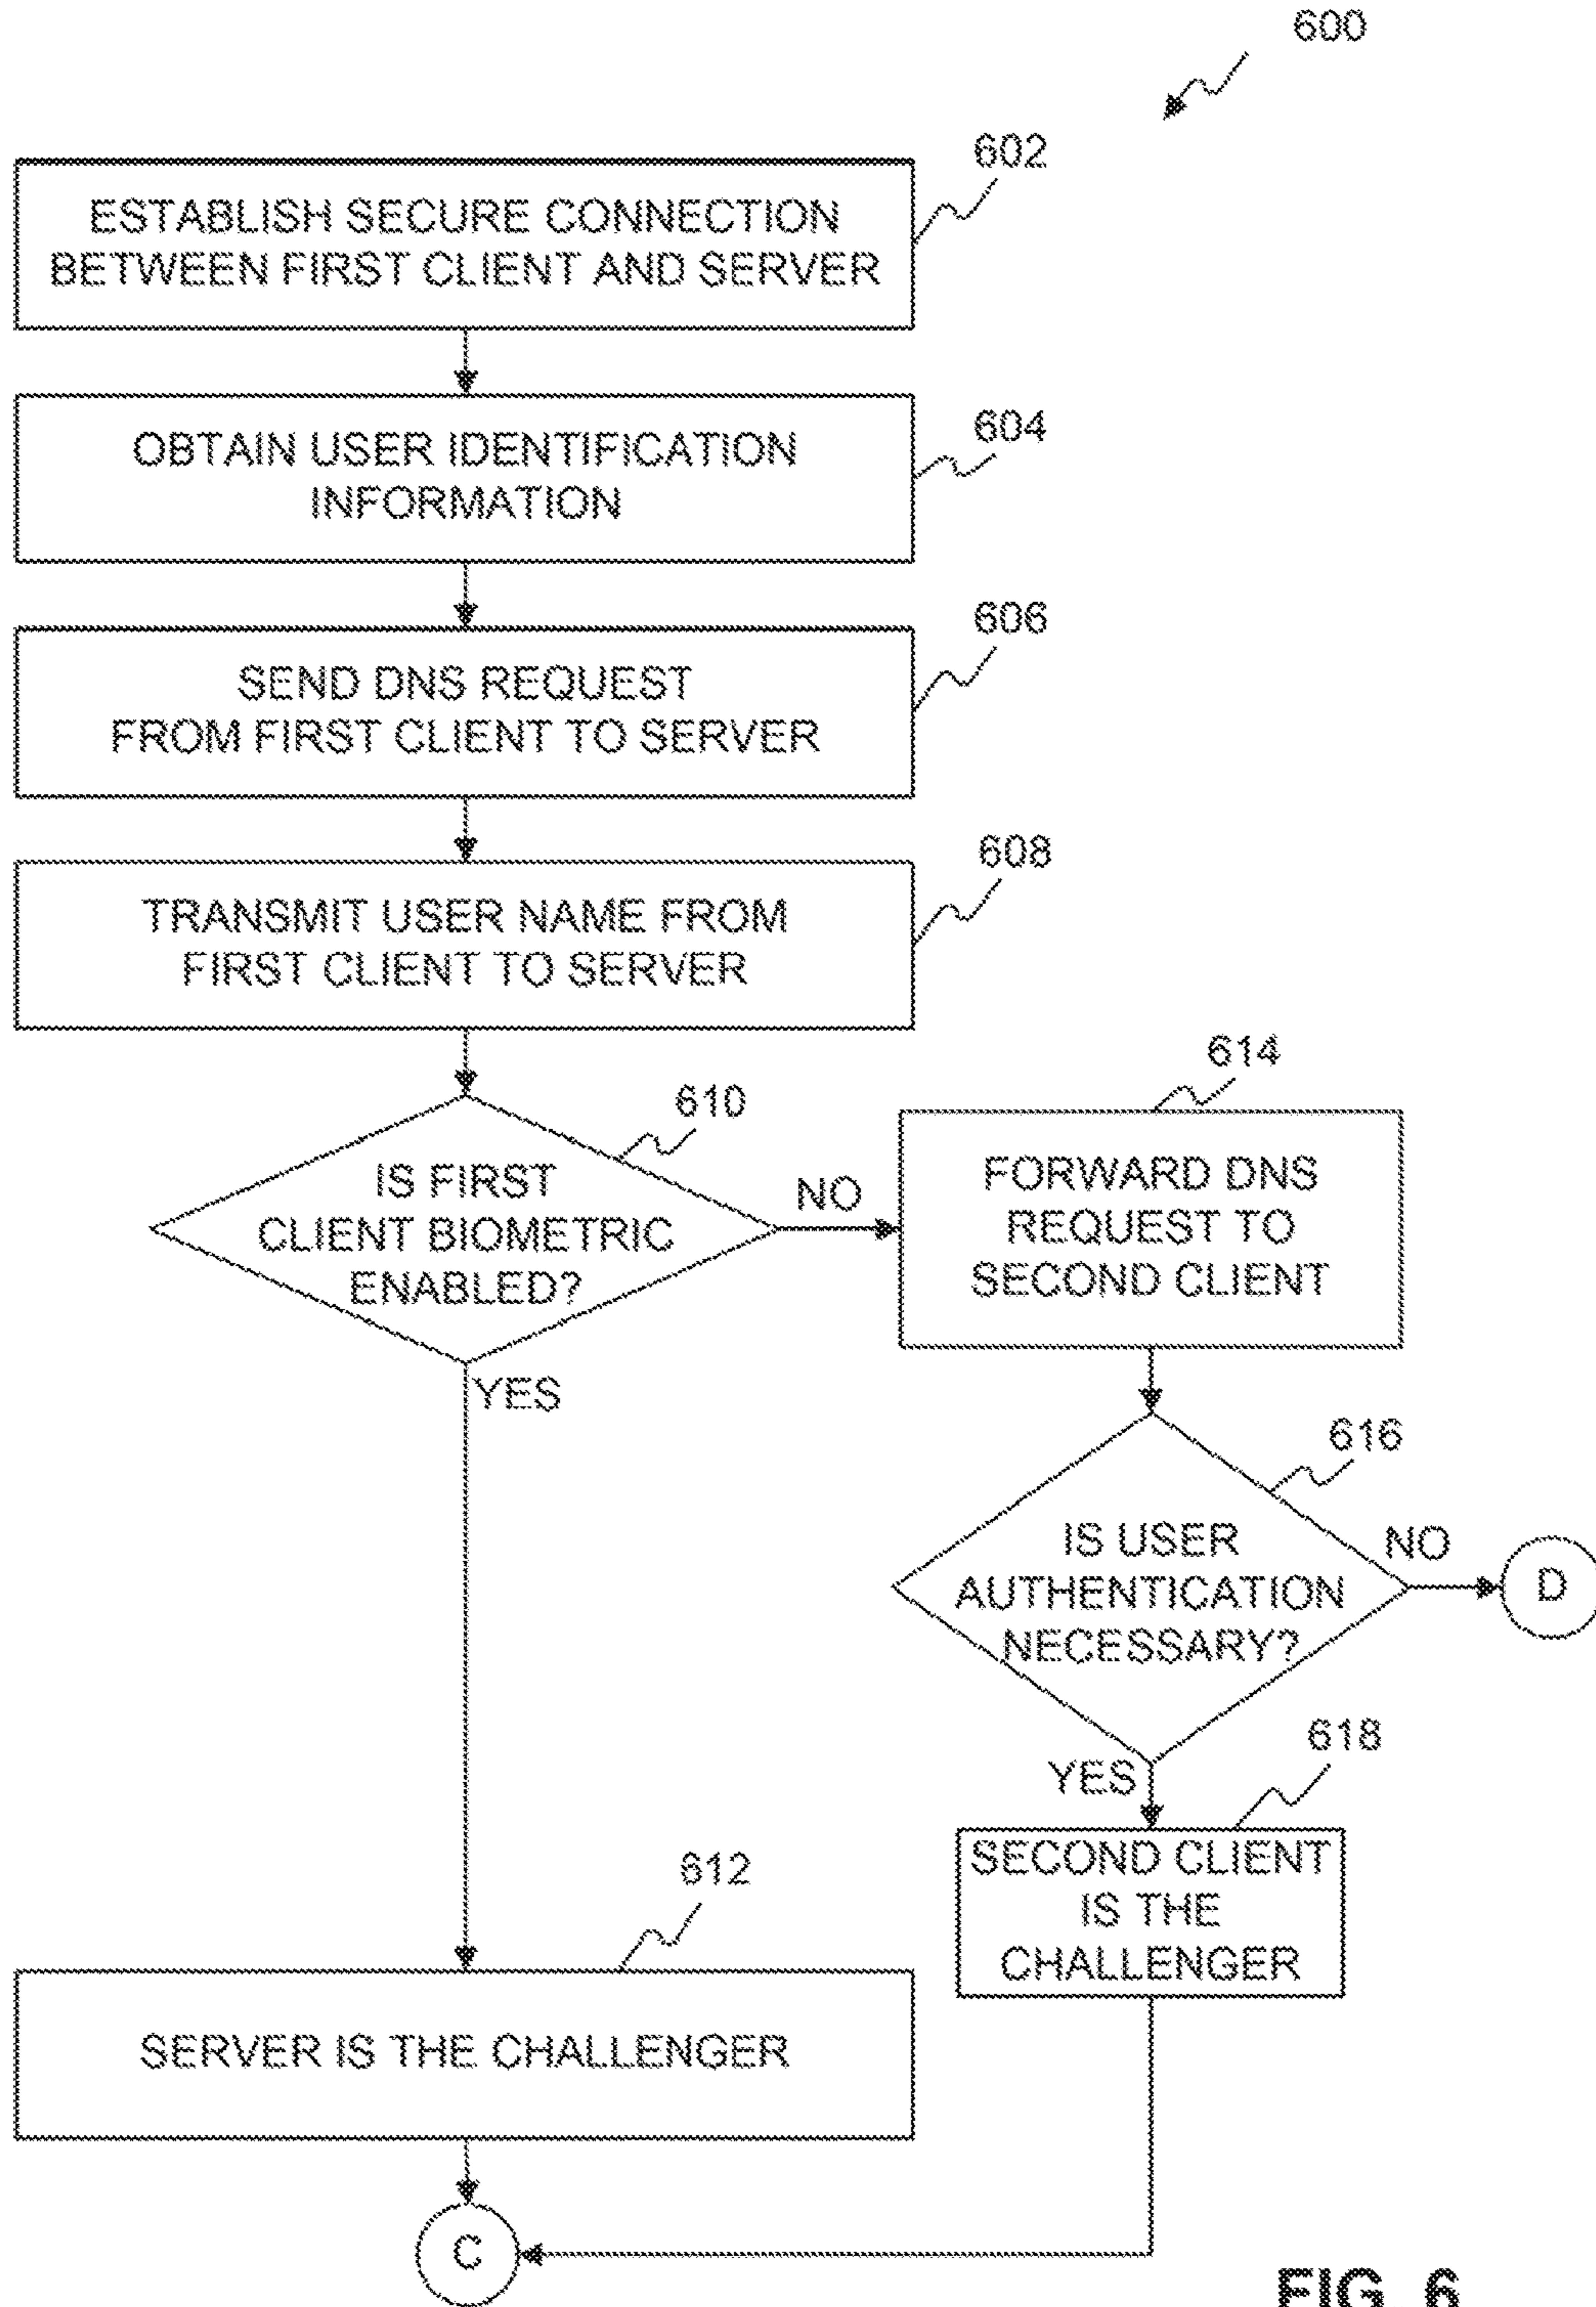 600
602
ESTABLISH SECURE CONNECTION
BETWEEN FIRST CLIENT AND SERVER
604
OBTAIN USER IDENTIFICATION
INFORMATION
606
SEND DNS REQUEST
FROM FIRST CLIENT TO SERVER
608
TRANSMIT USER NAME FROM
FIRST CLIENT TO SERVER
610
IS FIRST
CLIENT BIOMETRIC
ENABLED?
NO
YES
614
FORWARD DNS
REQUEST TO
SECOND CLIENT
616
IS USER
AUTHENTICATION
NECESSARY?
NO
D
YES
618
SECOND CLIENT
IS THE
CHALLENGER
612
SERVER IS THE CHALLENGER
C
FIG. 6